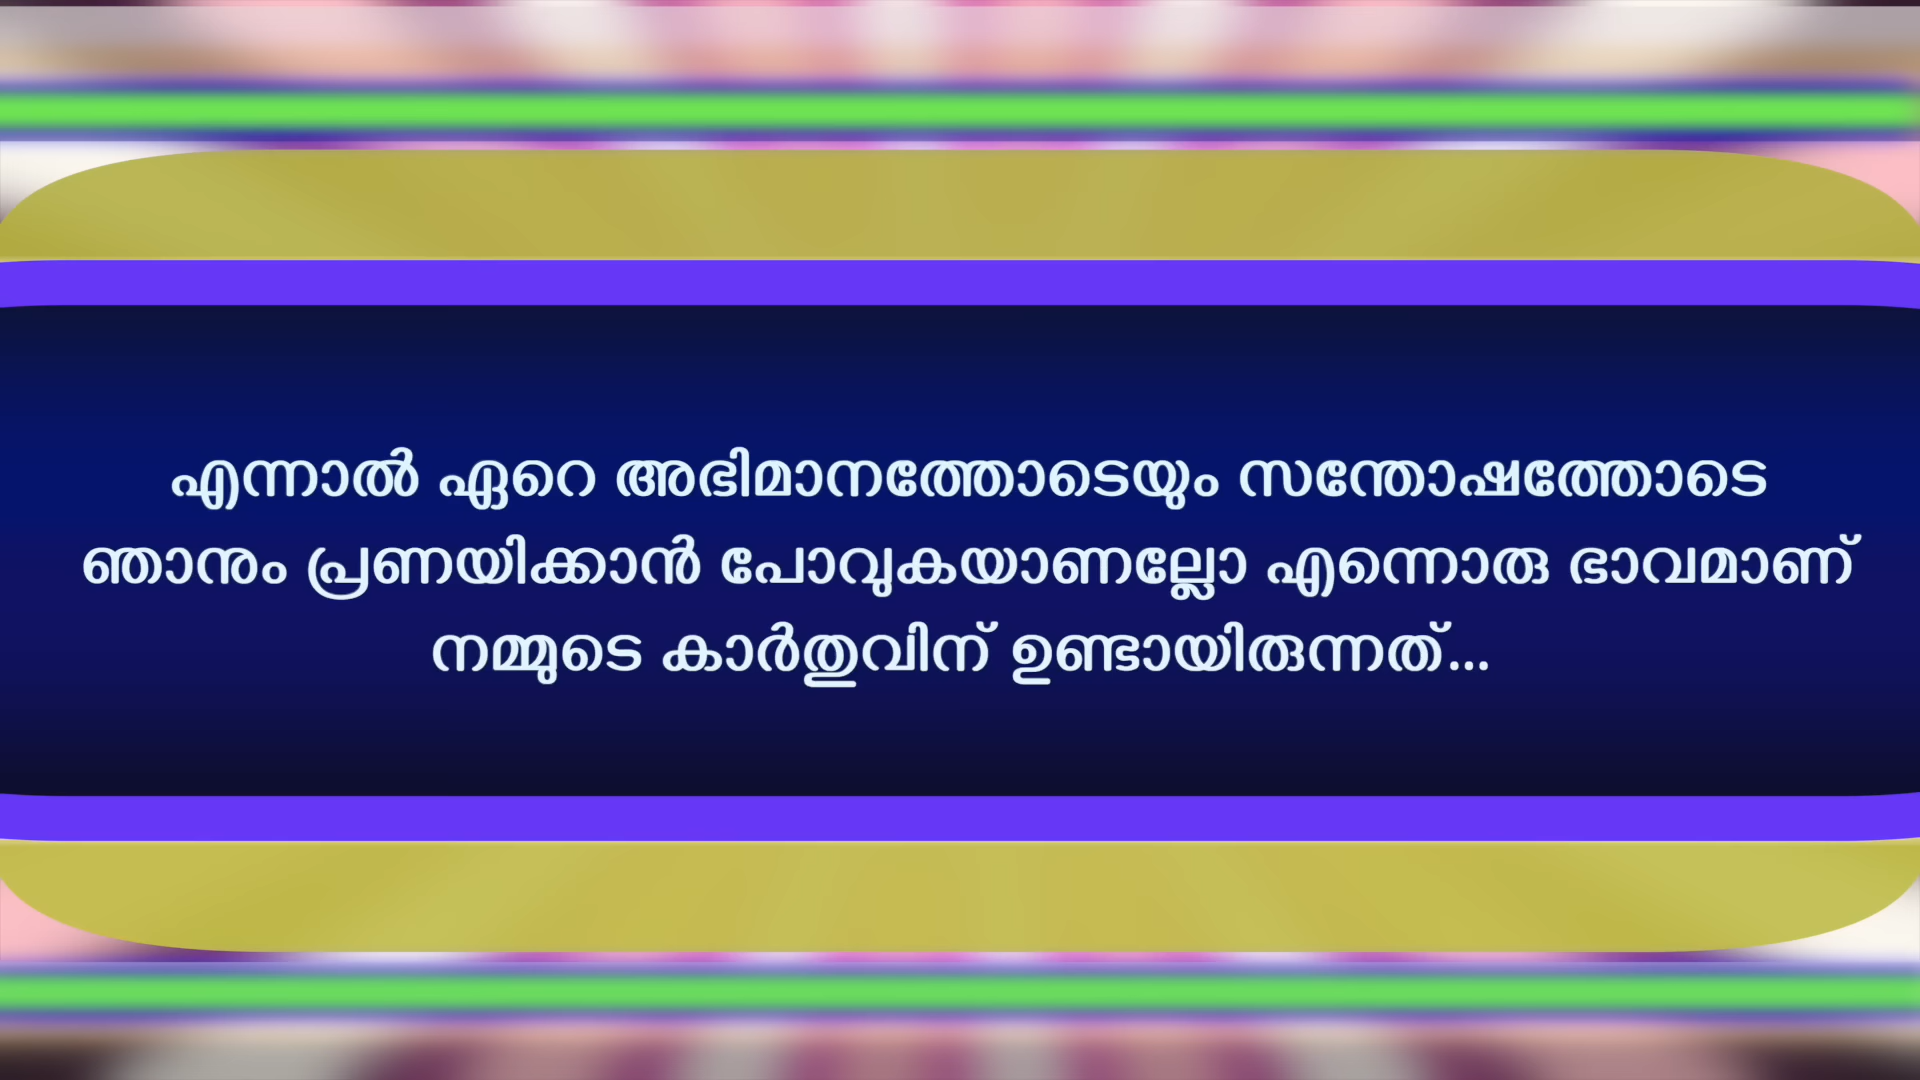 എന്നാൽ ഏറെ അഭിമാനത്തോടെയും സന്തോഷത്തോടെ
ഞാനും പ്രണയിക്കാൻ പോവുകയാണല്ലോ എന്നൊരു ഭാവമാണ്
നമ്മുടെ കാർതുവിന് ഉണ്ടായിരുന്നത്...